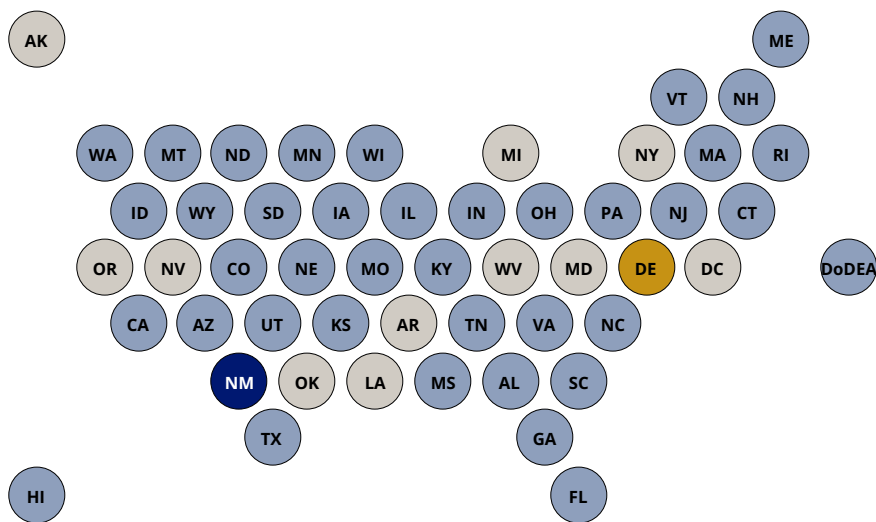 AK ME
VT NH
WA MT ND MN WI MI NY MA RI
ID WY SD IA IL IN OH PA NJ CT
OR NV CO NE MO KY WV MD DE DC DoDEA
CA AZ UT KS AR TN VA NC
NM OK LA MS AL SC
TX GA
HI FL